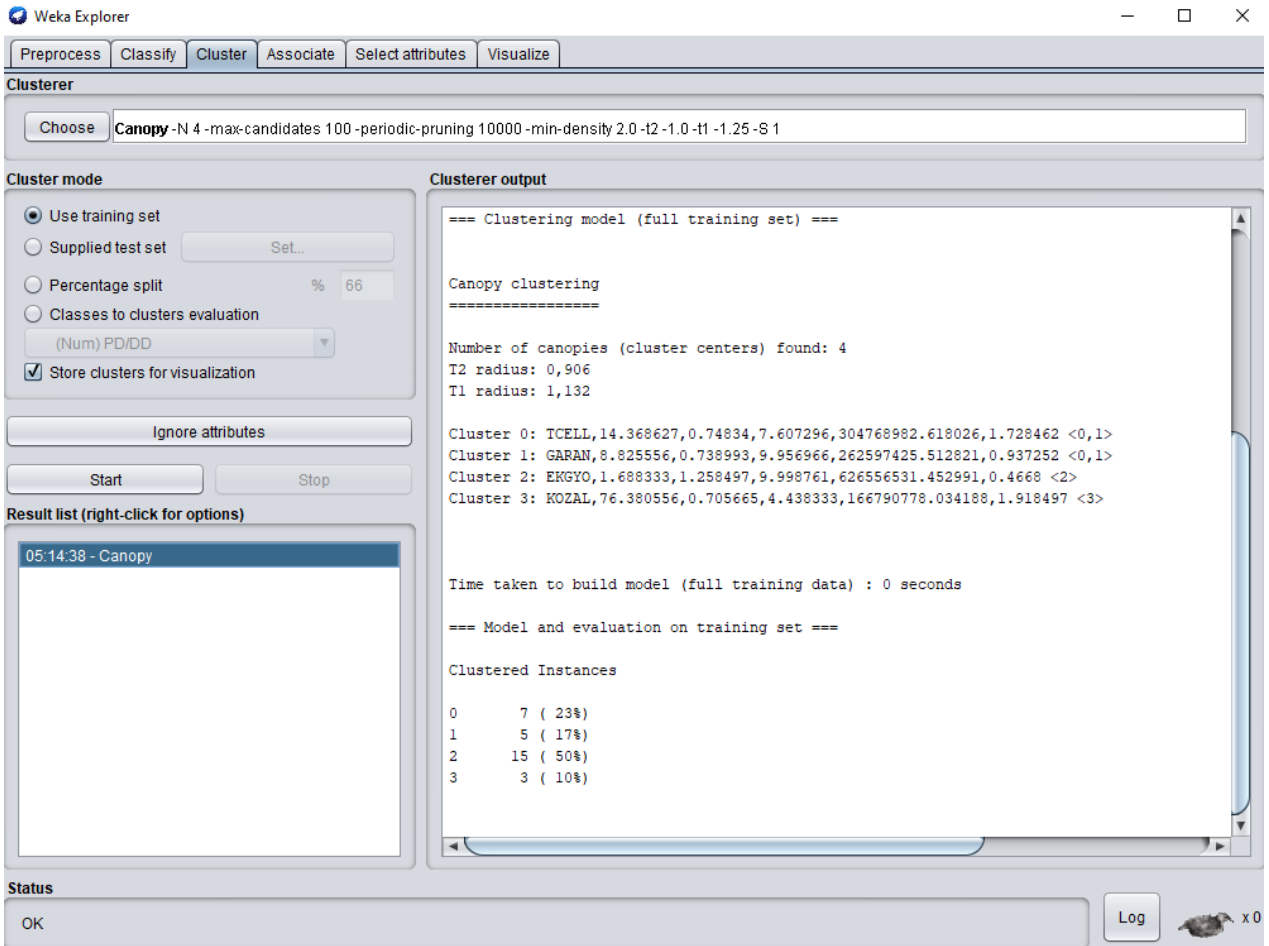 Weka Explorer
Preprocess Classify Cluster Associate Select attributes Visualize
Clusterer
Choose Canopy -N 4 -max-candidates 100 -periodic-pruning 10000 -min-density 2.0 -t2 -1.0 -t1 -1.25 -S 1
Cluster mode
Use training set
Supplied test set Set...
Percentage split % 66
Classes to clusters evaluation
(Num) PD/DD
Store clusters for visualization
Ignore attributes
Start Stop
Result list (right-click for options)
05:14:38 - Canopy
Clusterer output
=== Clustering model (full training set) ===
Canopy clustering
=================
Number of canopies (cluster centers) found: 4
T2 radius: 0,906
T1 radius: 1,132
Cluster 0: TCELL,14.368627,0.74834,7.607296,304768982.618026,1.728462 <0,1>
Cluster 1: GARAN,8.825556,0.738993,9.956966,262597425.512821,0.937252 <0,1>
Cluster 2: EKGYO,1.688333,1.258497,9.998761,626556531.452991,0.4668 <2>
Cluster 3: KOZAL,76.380556,0.705665,4.438333,166790778.034188,1.918497 <3>
Time taken to build model (full training data) : 0 seconds
=== Model and evaluation on training set ===
Clustered Instances
0 7 ( 23%)
1 5 ( 17%)
2 15 ( 50%)
3 3 ( 10%)
Status
OK
Log
x 0